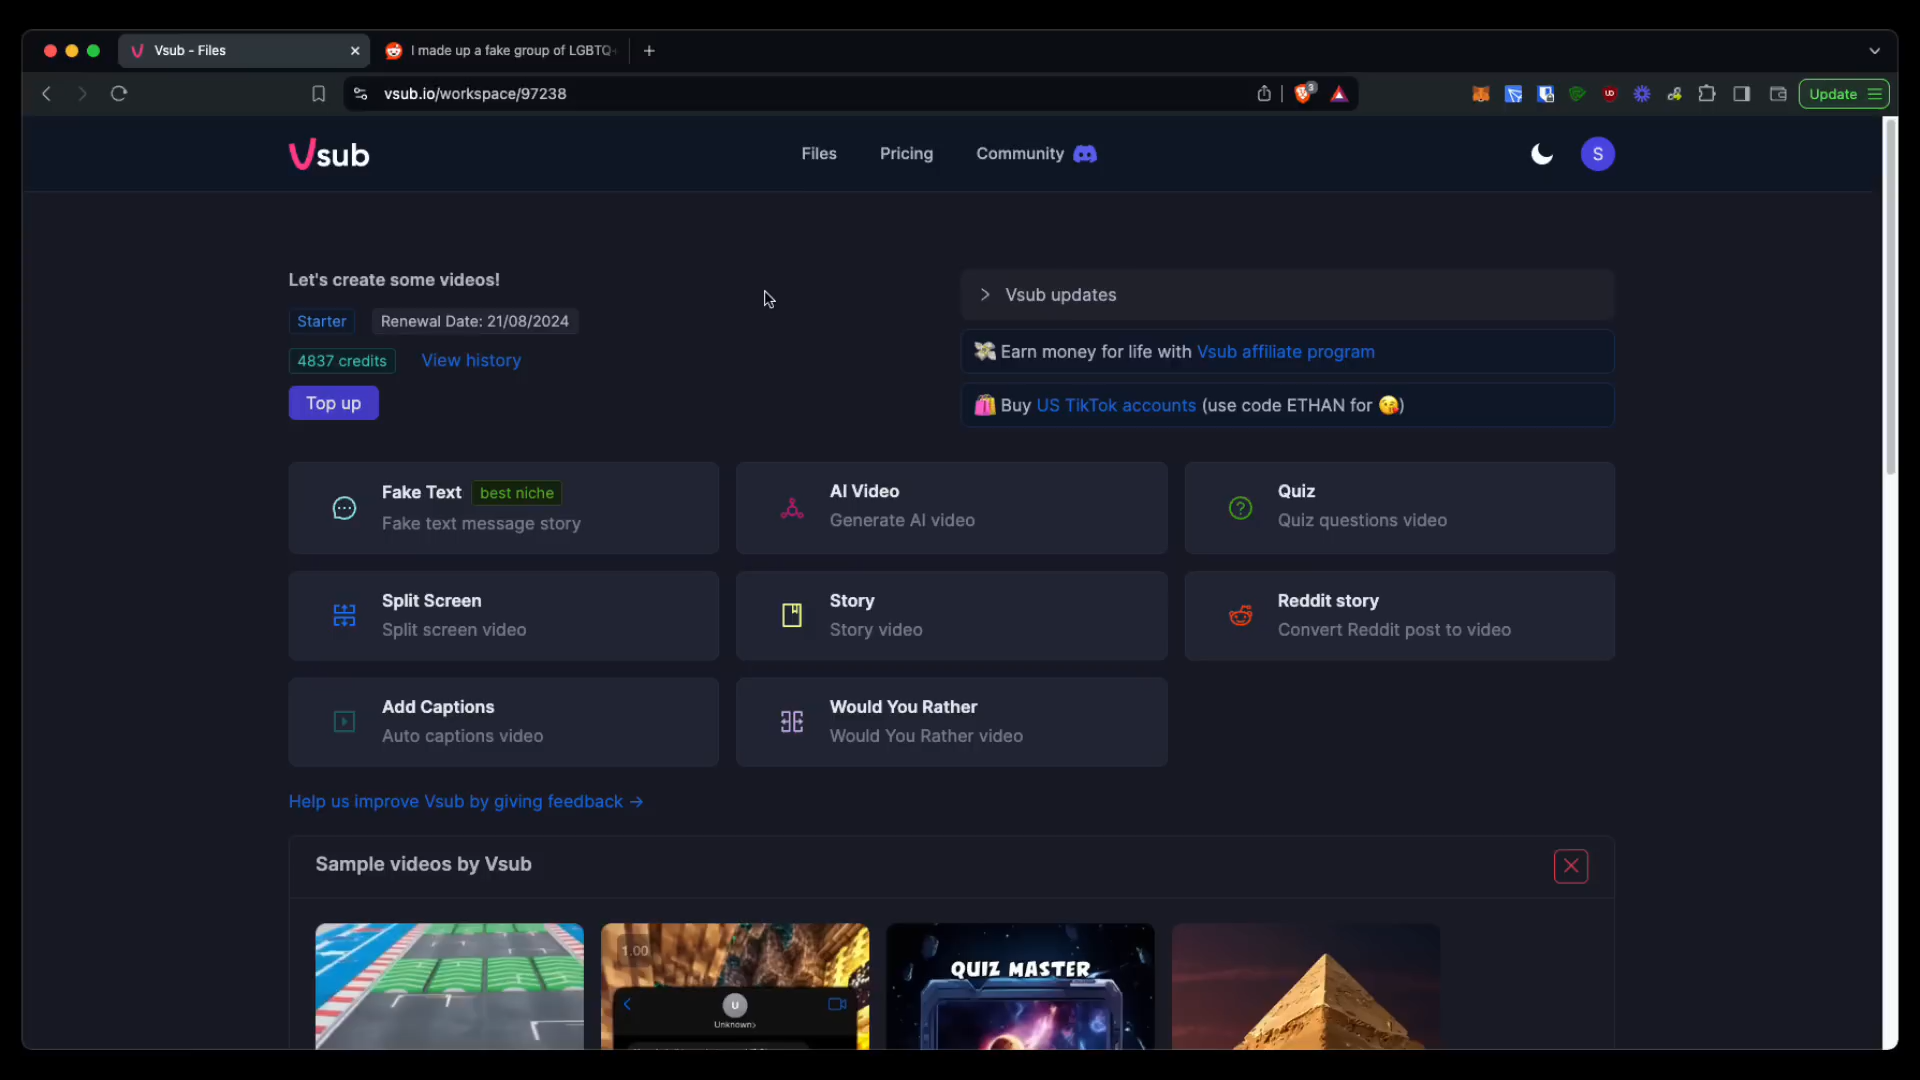 Vsub - Files
I made up a fake group of LGBTQ
vsub.io/workspace/97238
3
Update
Vsub
Files
Pricing
Community
S
Let's create some videos!
Starter
Renewal Date: 21/08/2024
4837 credits
View history
Top up
Vsub updates
Earn money for life with Vsub affiliate program
Buy US TikTok accounts (use code ETHAN for 😘)
Fake Text
best niche
Fake text message story
AI Video
Generate AI video
Quiz
Quiz questions video
Split Screen
Split screen video
Story
Story video
Reddit story
Convert Reddit post to video
Add Captions
Auto captions video
Would You Rather
Would You Rather video
Help us improve Vsub by giving feedback →
Sample videos by Vsub
1.00
U
Unknown>
QUIZ MASTER